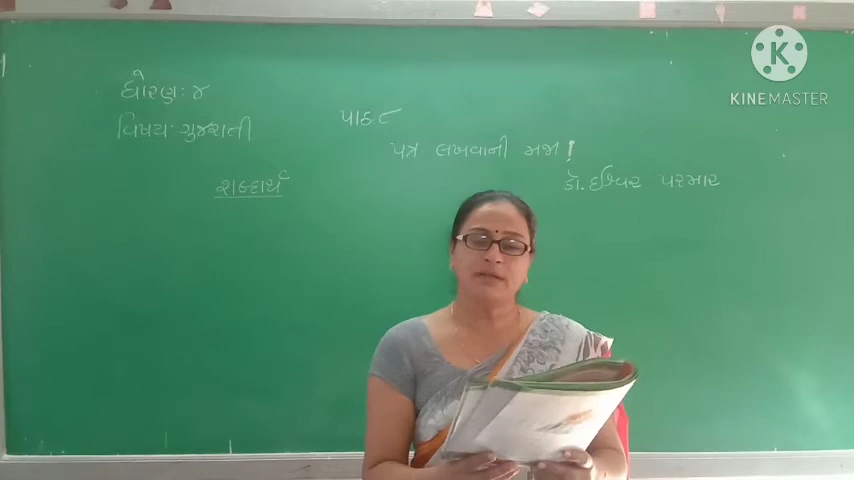 ધોરણ: ૪
વિષય: ગુજરાતી
પાઠ. ૮
પત્ર લખવાની મજા!
ડૉ. ઈશ્વર પરમાર
શબ્દાર્થ
K
KINEMASTER